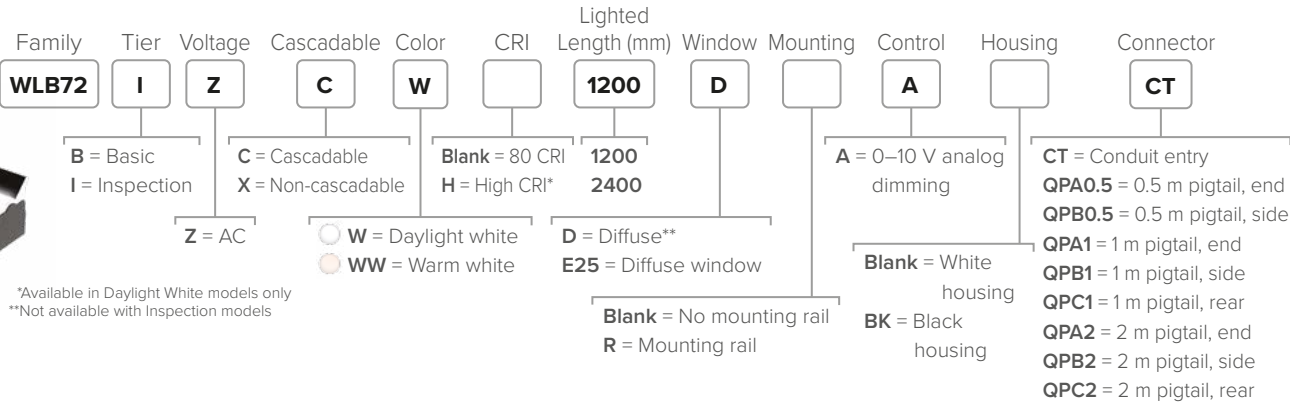 Family Tier Voltage Cascadable Color CRI Lighted Length (mm) Window Mounting Control Housing Connector
WLB72 I Z C W 1200 D A CT
B = Basic
I = Inspection
Z = AC
C = Cascadable
X = Non-cascadable
W = Daylight white
WW = Warm white
Blank = 80 CRI
H = High CRI*
1200
2400
D = Diffuse**
E25 = Diffuse window
Blank = No mounting rail
R = Mounting rail
A = 0–10 V analog
dimming
Blank = White
housing
BK = Black
housing
CT = Conduit entry
QPA0.5 = 0.5 m pigtail, end
QPB0.5 = 0.5 m pigtail, side
QPA1 = 1 m pigtail, end
QPB1 = 1 m pigtail, side
QPC1 = 1 m pigtail, rear
QPA2 = 2 m pigtail, end
QPB2 = 2 m pigtail, side
QPC2 = 2 m pigtail, rear
*Available in Daylight White models only
**Not available with Inspection models